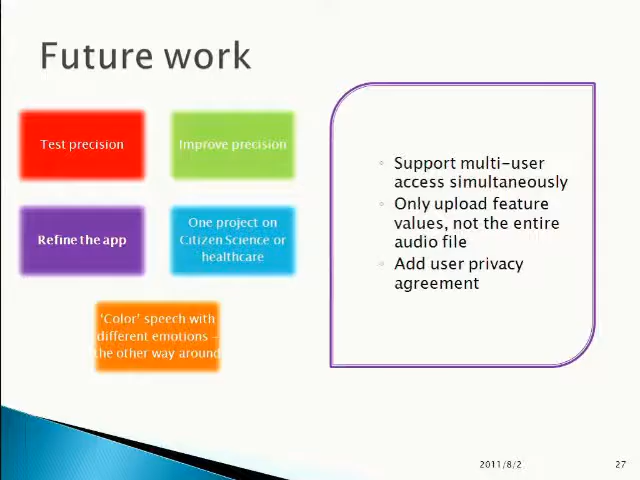 Future work
Test precision
Improve precision
Refine the app
One project on
Citizen Science or
healthcare
'Color' speech with
different emotions –
the other way around
◦ Support multi-user
access simultaneously
◦ Only upload feature
values, not the entire
audio file
◦ Add user privacy
agreement
2011/8/2
27